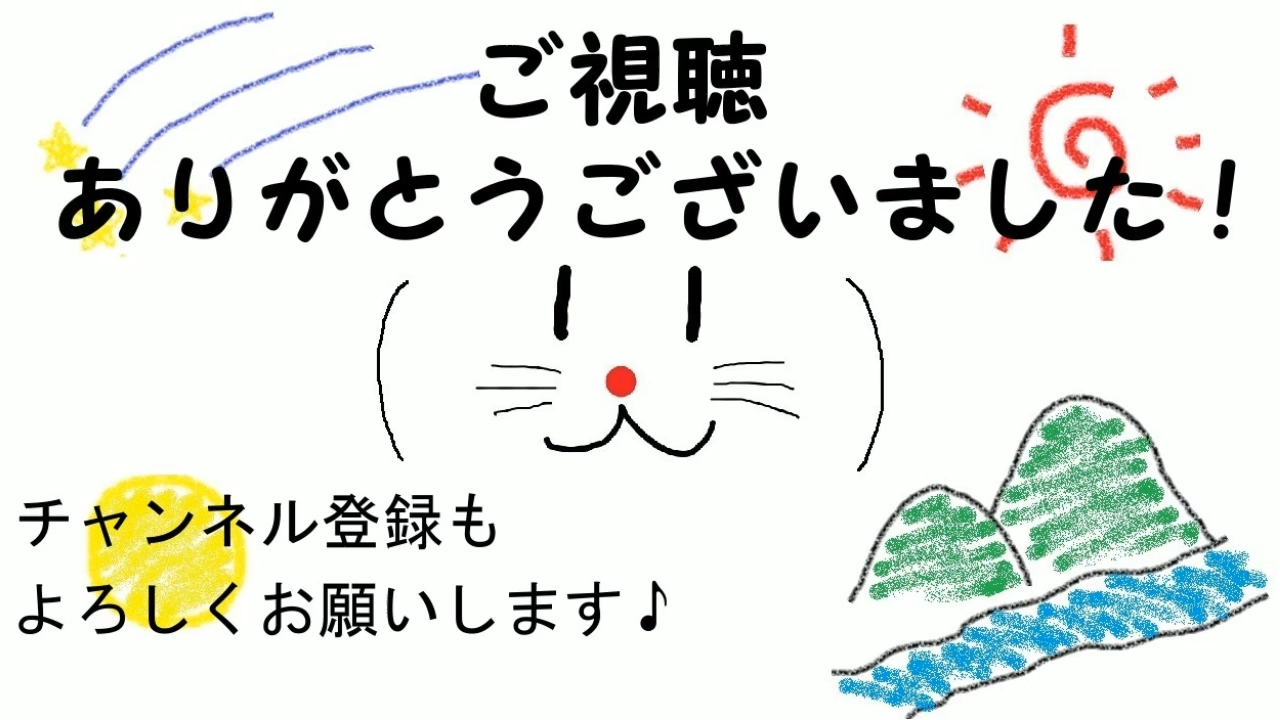 ご視聴
ありがとうございました！
チャンネル登録も
よろしくお願いします♪